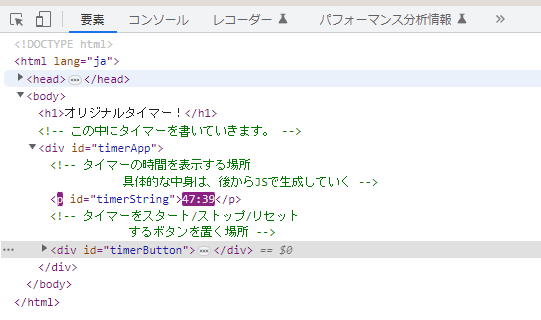 要素 コンソール レコーダー パフォーマンス分析情報 »
<!DOCTYPE html>
<html lang="ja">
<head> … </head>
<body>
<h1>オリジナルタイマー！</h1>
<!-- この中にタイマーを書いていきます。 -->
<div id="timerApp">
<!-- タイマーの時間を表示する場所
具体的な中身は、後からJSで生成していく -->
<p id="timerString">47:39</p>
<!-- タイマーをスタート/ストップ/リセット
するボタンを置く場所 -->
… <div id="timerButton"> … </div> == $0
</div>
</body>
</html>